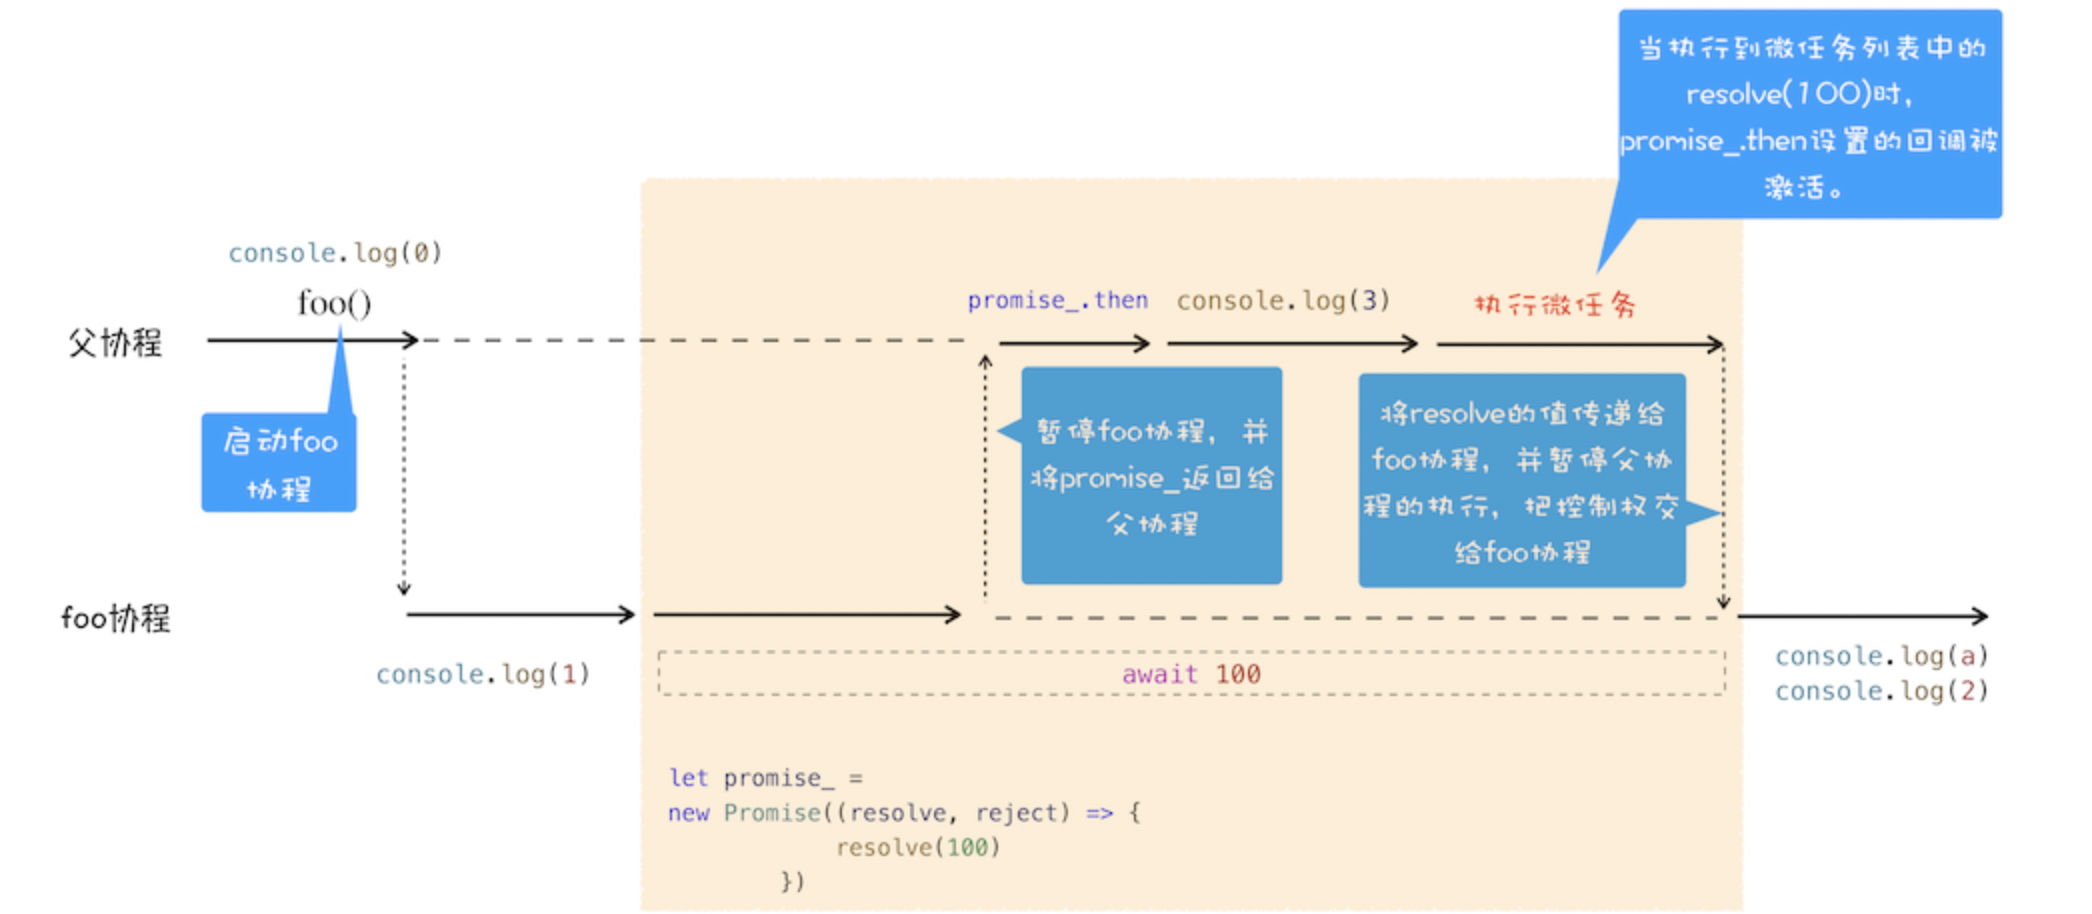 当执行到微任务列表中的
resolve(100)时，
promise_.then设置的回调被
激活。
console.log(0)
foo()
父协程
启动foo
协程
promise_.then
console.log(3)
执行微任务
暂停foo协程，并
将promise_返回给
父协程
将resolve的值传递给
foo协程，并暂停父协
程的执行，把控制权交
给foo协程
foo协程
console.log(1)
await 100
console.log(a)
console.log(2)
let promise_ =
new Promise((resolve, reject) => {
resolve(100)
})